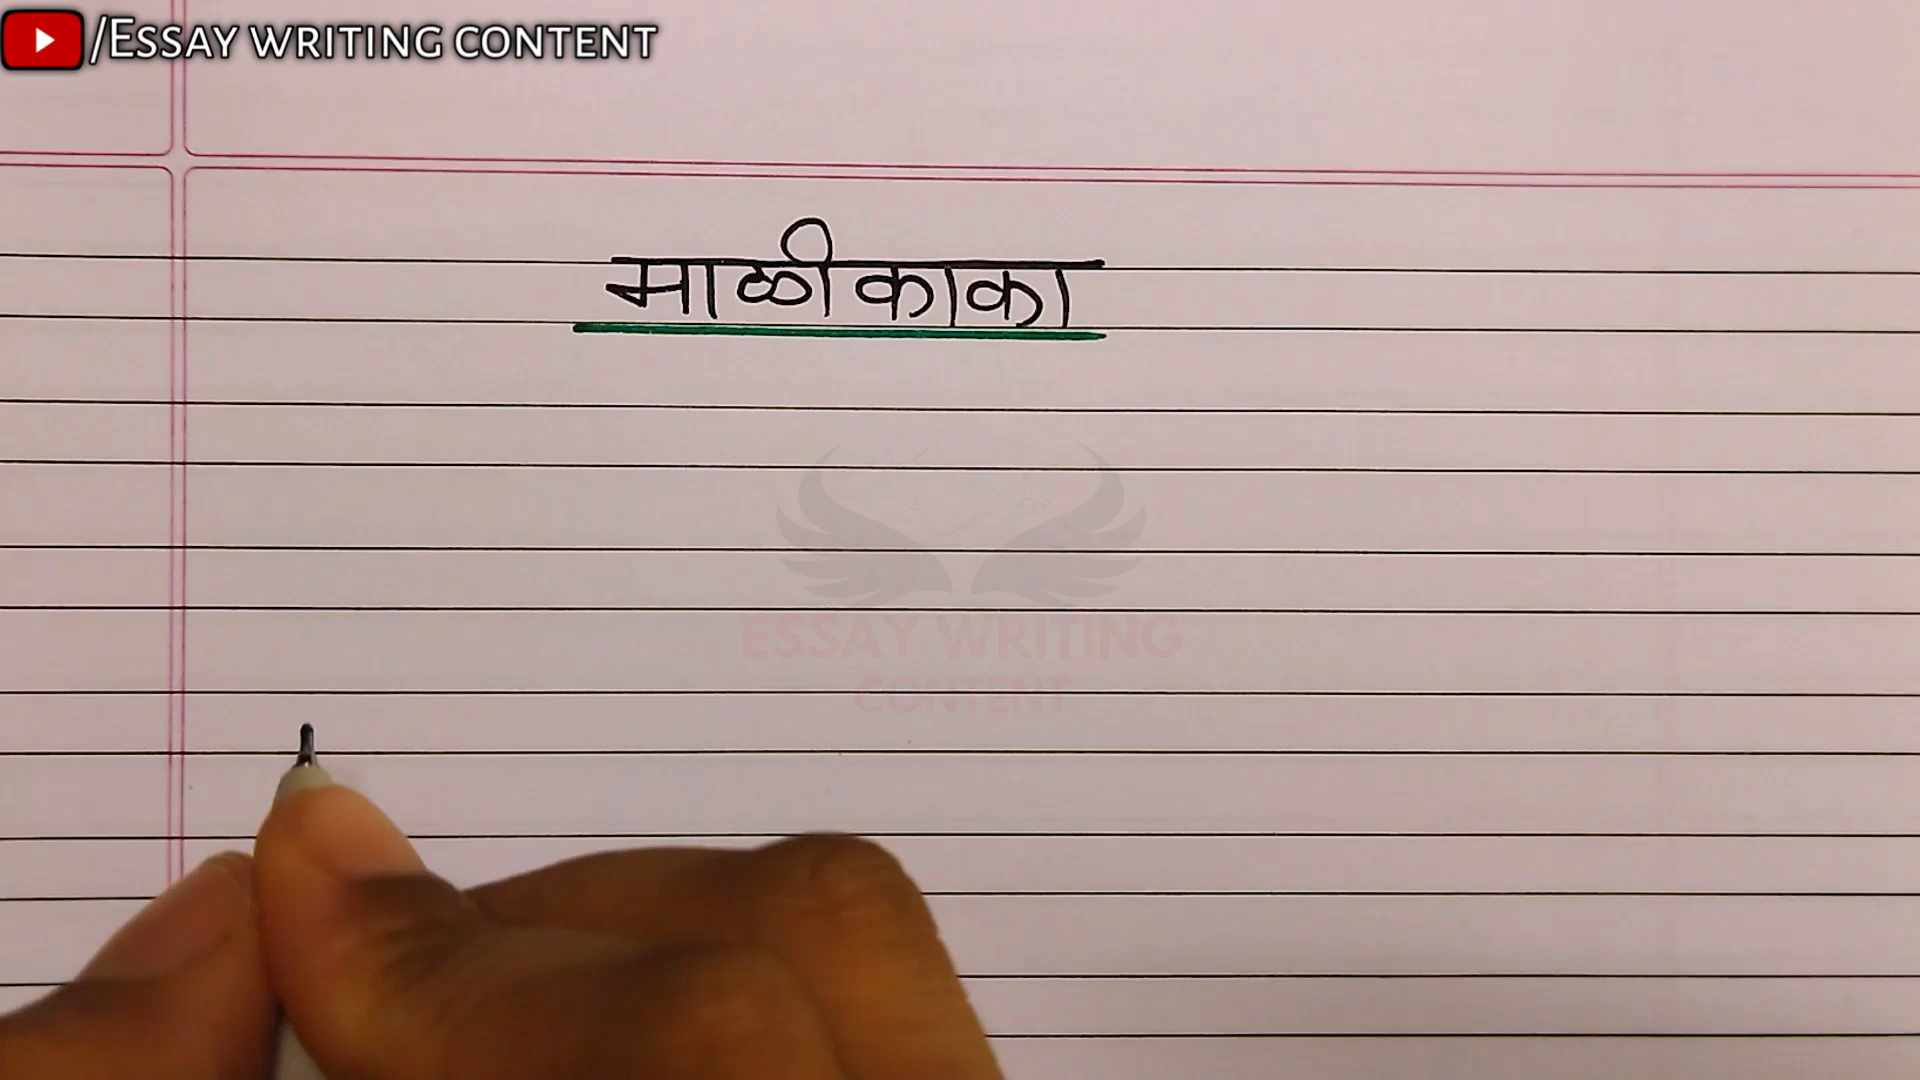 /ESSAY WRITING CONTENT
माळी काका
ESSAY WRITING
CONTENT